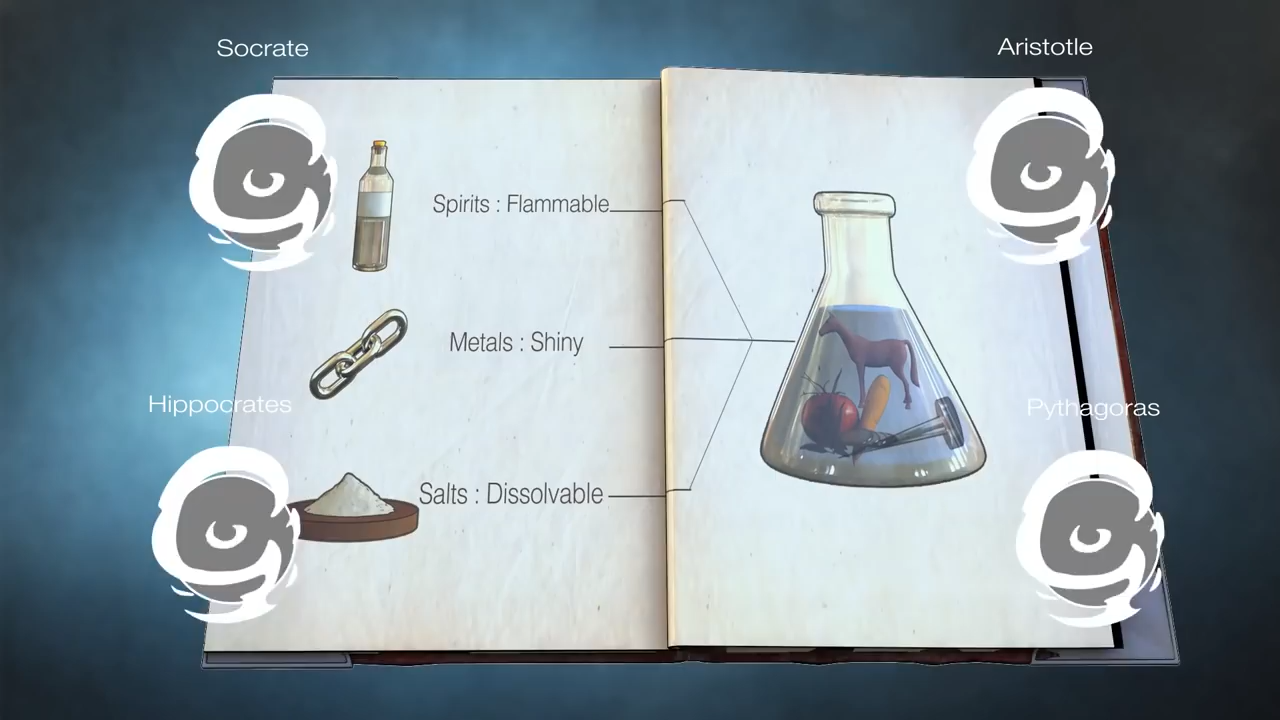 Socrate
Aristotle
Spirits : Flammable
Metals : Shiny
Hippocrates
Pythagoras
Salts : Dissolvable